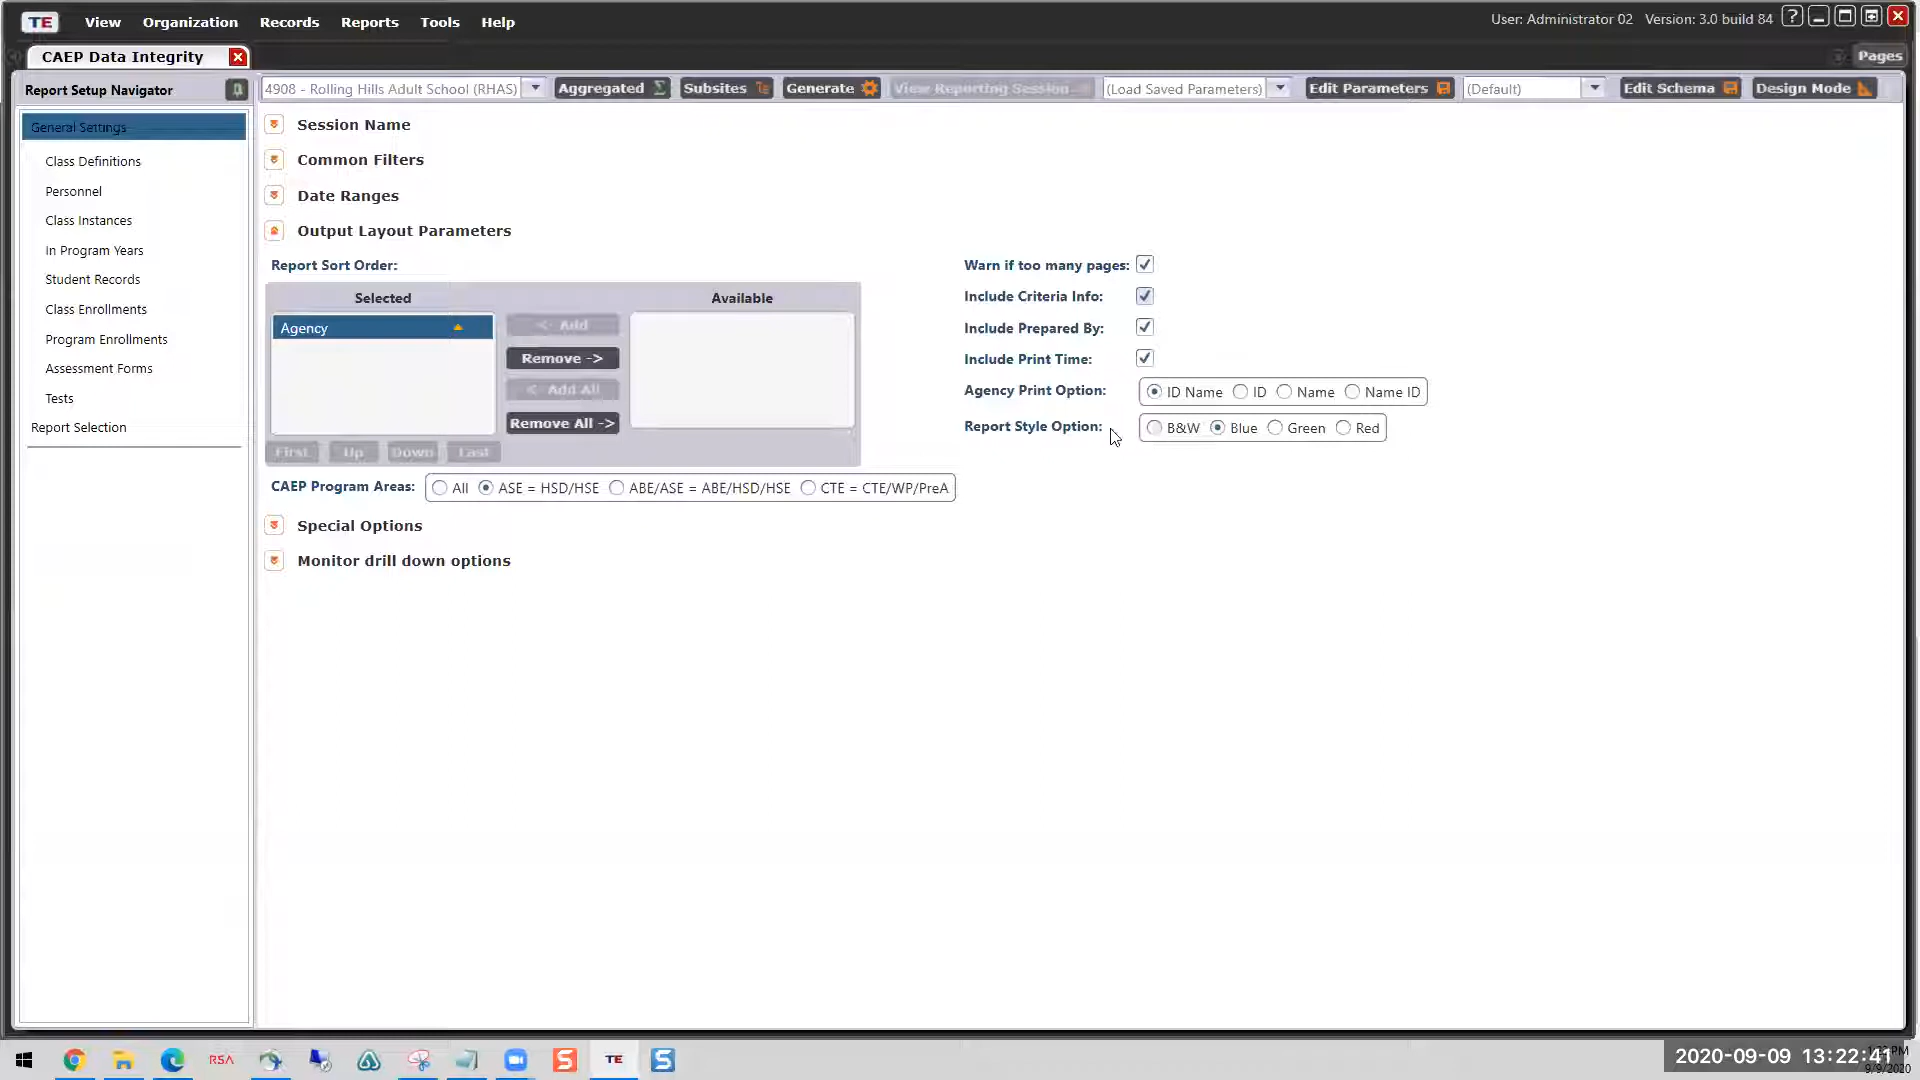 TE View Organization Records Reports Tools Help User: Administrator 02 Version: 3.0 build 84 ?
CAEP Data Integrity Pages
Report Setup Navigator 4908 - Rolling Hills Adult School (RHAS) Aggregated Σ Subsites Generate View Reporting Session (Load Saved Parameters) Edit Parameters (Default) Edit Schema Design Mode
General Settings
Class Definitions
Personnel
Class Instances
In Program Years
Student Records
Class Enrollments
Program Enrollments
Assessment Forms
Tests
Report Selection
Session Name
Common Filters
Date Ranges
Output Layout Parameters
Report Sort Order:
Selected Available
Agency
<- Add
Remove ->
<- Add All
Remove All ->
First Up Down Last
Warn if too many pages:
Include Criteria Info:
Include Prepared By:
Include Print Time:
Agency Print Option: ID Name ID Name Name ID
Report Style Option: B&W Blue Green Red
CAEP Program Areas: All ASE = HSD/HSE ABE/ASE = ABE/HSD/HSE CTE = CTE/WP/PreA
Special Options
Monitor drill down options
RSA S TE S
2020-09-09 13:22:41
PM
9/9/2020